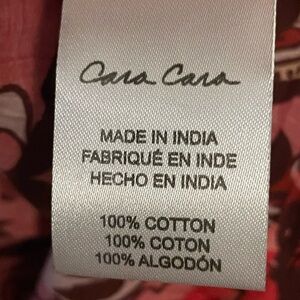 Cara Cara
MADE IN INDIA
FABRIQUÉ EN INDE
HECHO EN INDIA
100% COTTON
100% COTON
100% ALGODÓN